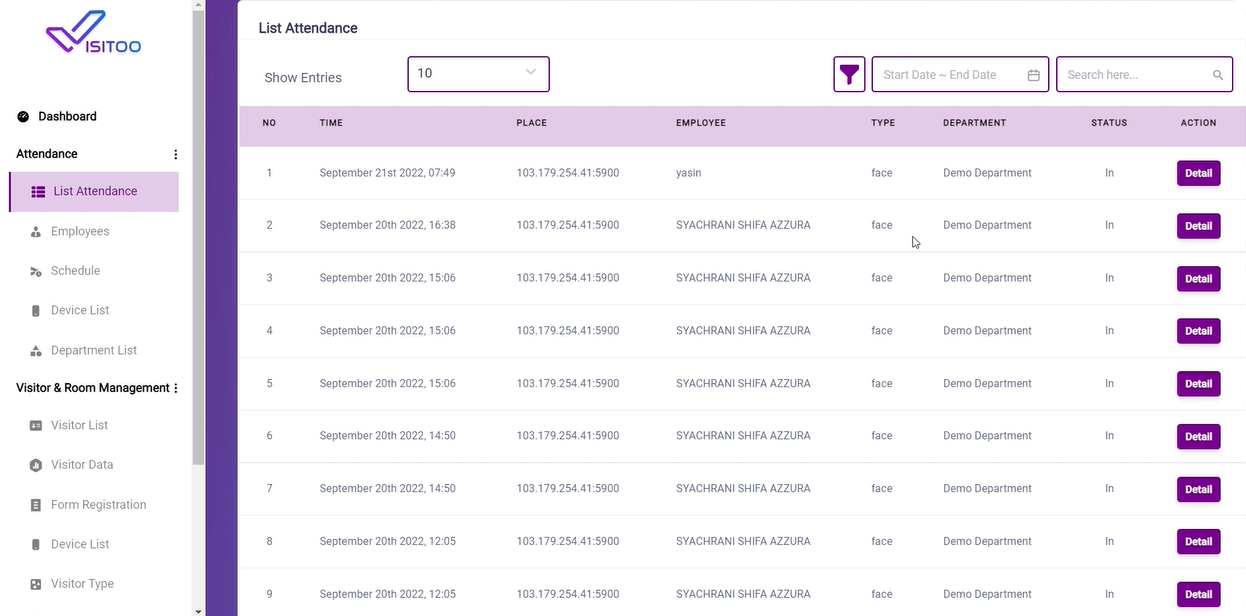 VISITOO
Dashboard
Attendance
List Attendance
Employees
Schedule
Device List
Department List
Visitor & Room Management
Visitor List
Visitor Data
Form Registration
Device List
Visitor Type
List Attendance
Show Entries 10 Start Date ~ End Date Search here...
NO TIME PLACE EMPLOYEE TYPE DEPARTMENT STATUS ACTION
1 September 21st 2022, 07:49 103.179.254.41:5900 yasin face Demo Department In Detail
2 September 20th 2022, 16:38 103.179.254.41:5900 SYACHRANI SHIFA AZZURA face Demo Department In Detail
3 September 20th 2022, 15:06 103.179.254.41:5900 SYACHRANI SHIFA AZZURA face Demo Department In Detail
4 September 20th 2022, 15:06 103.179.254.41:5900 SYACHRANI SHIFA AZZURA face Demo Department In Detail
5 September 20th 2022, 15:06 103.179.254.41:5900 SYACHRANI SHIFA AZZURA face Demo Department In Detail
6 September 20th 2022, 14:50 103.179.254.41:5900 SYACHRANI SHIFA AZZURA face Demo Department In Detail
7 September 20th 2022, 14:50 103.179.254.41:5900 SYACHRANI SHIFA AZZURA face Demo Department In Detail
8 September 20th 2022, 12:05 103.179.254.41:5900 SYACHRANI SHIFA AZZURA face Demo Department In Detail
9 September 20th 2022, 12:05 103.179.254.41:5900 SYACHRANI SHIFA AZZURA face Demo Department In Detail